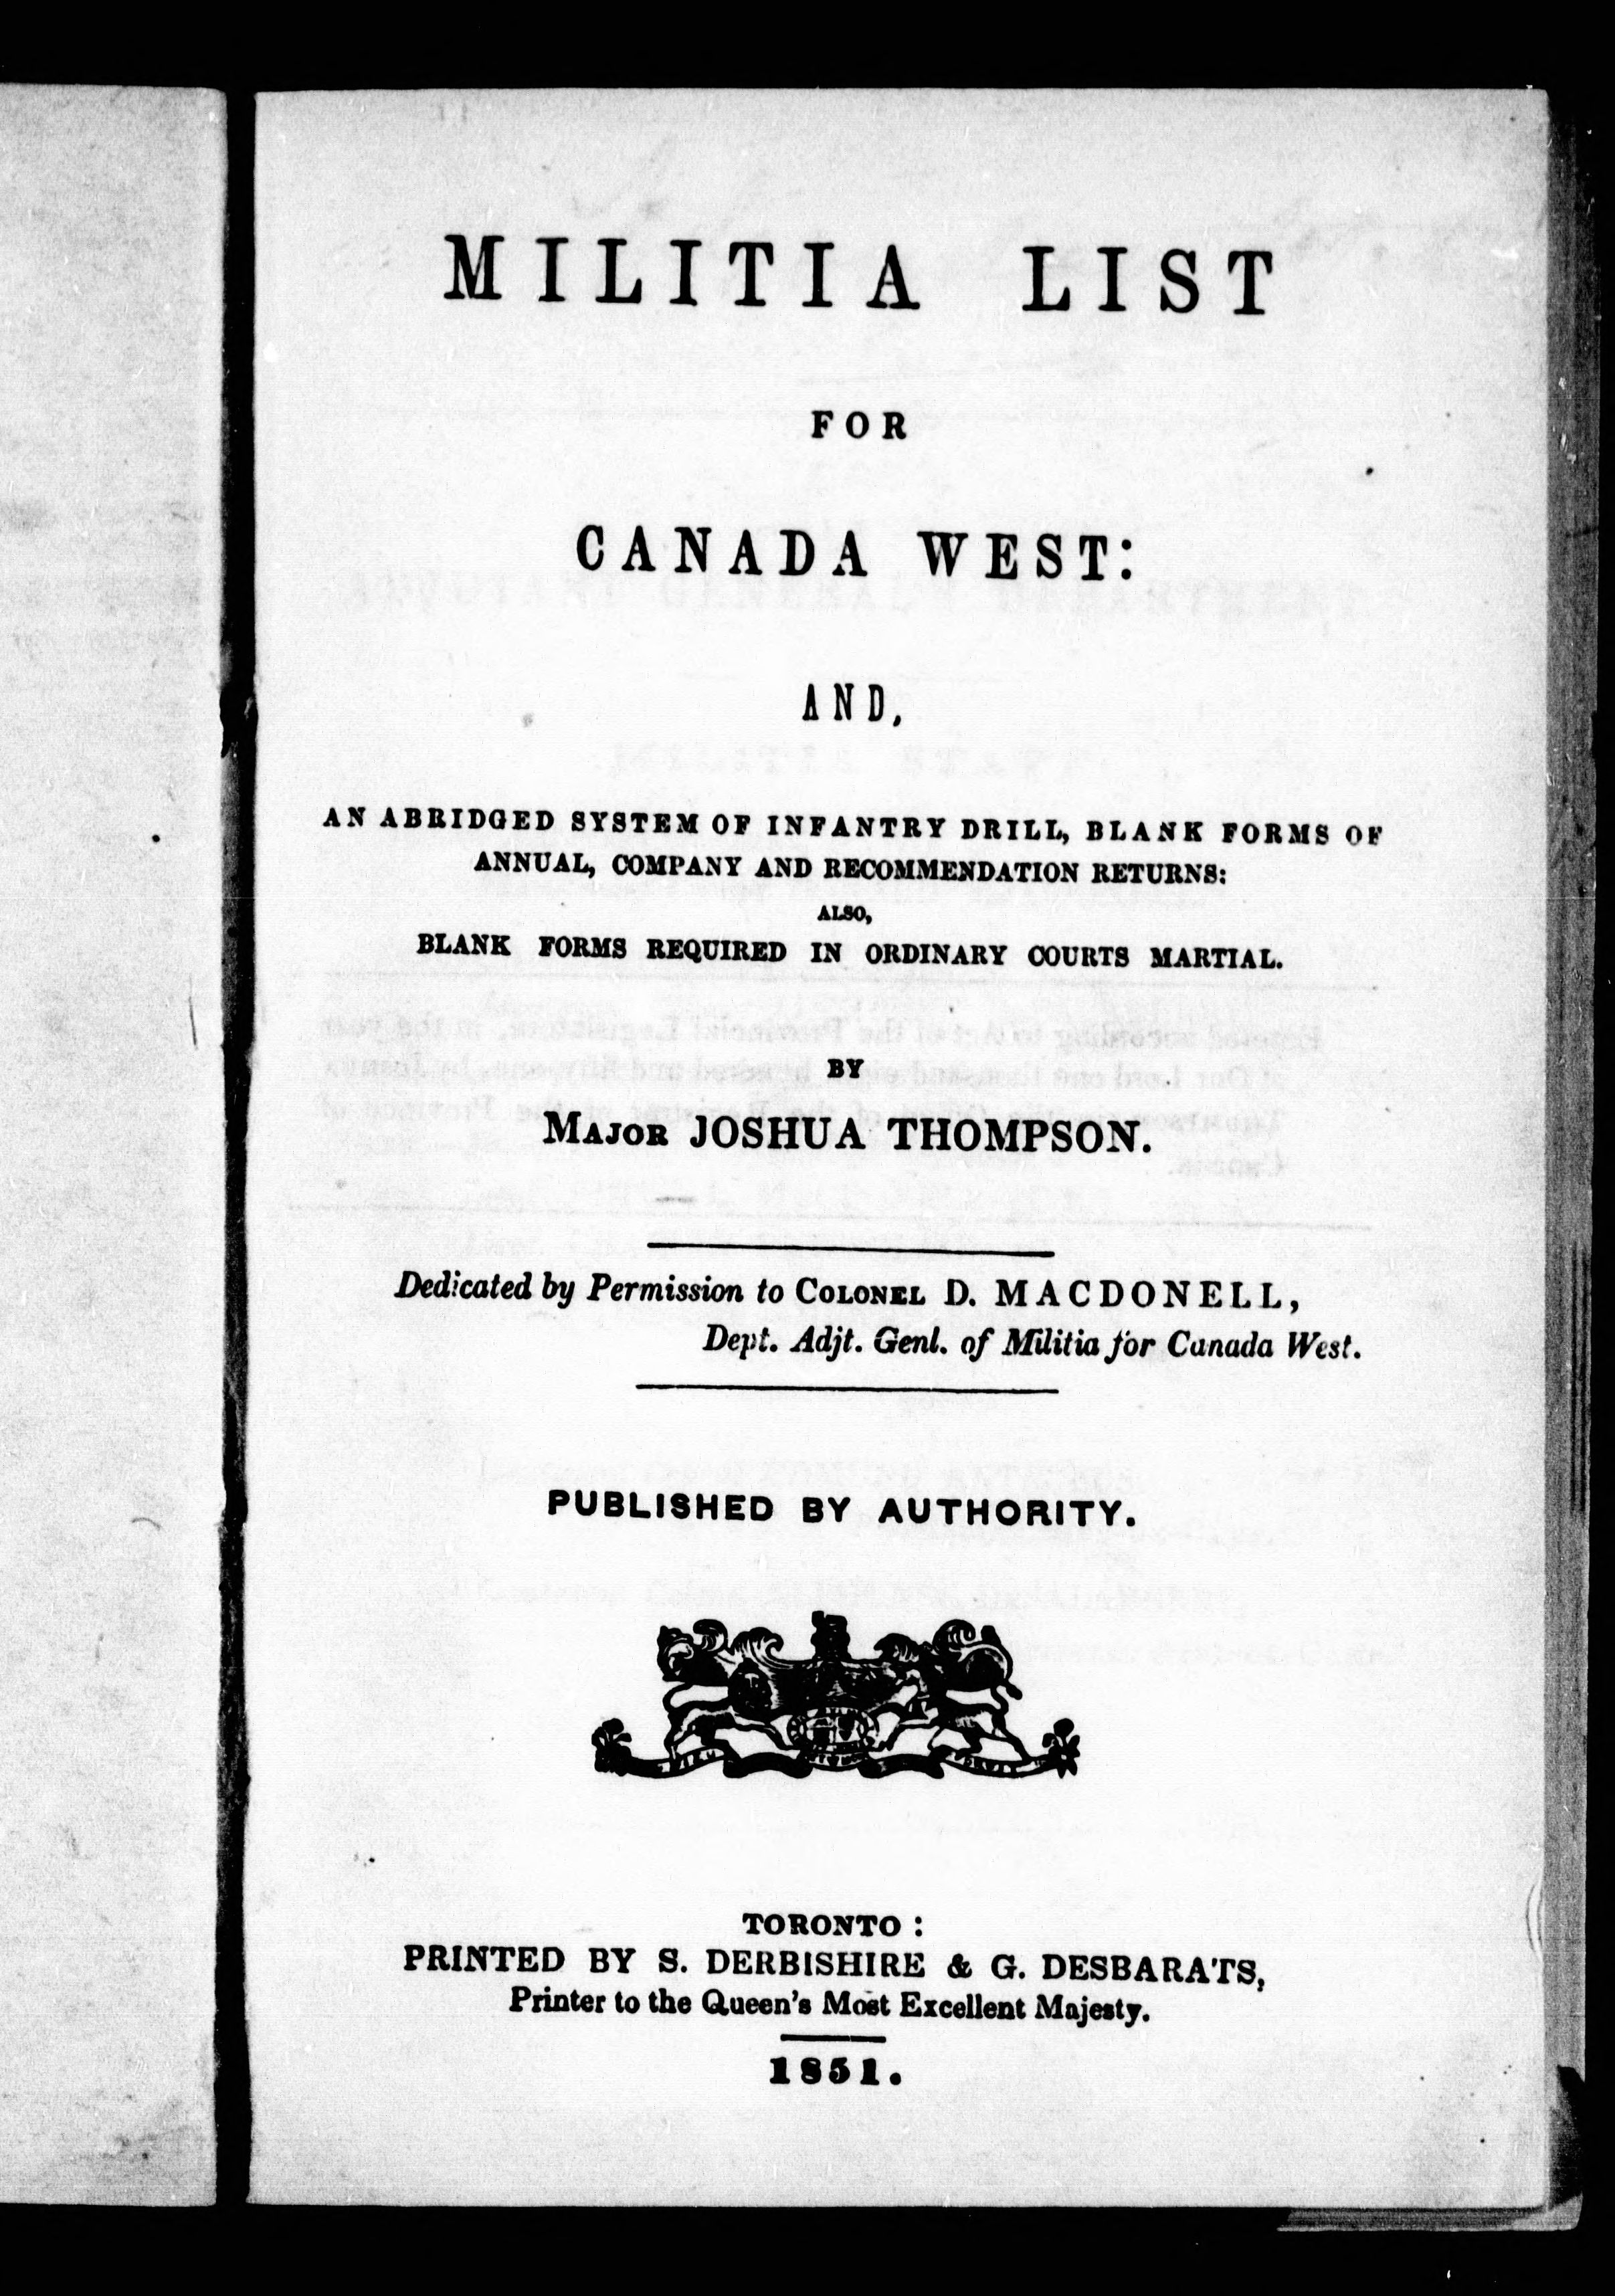 MILITIA LIST
FOR
CANADA WEST:
AND,
AN ABRIDGED SYSTEM OF INFANTRY DRILL, BLANK FORMS OF
ANNUAL, COMPANY AND RECOMMENDATION RETURNS:
ALSO,
BLANK FORMS REQUIRED IN ORDINARY COURTS MARTIAL.
BY
MAJOR JOSHUA THOMPSON.
Dedicated by Permission to COLONEL D. MACDONELL,
Dept. Adjt. Genl. of Militia for Canada West.
PUBLISHED BY AUTHORITY.
TORONTO:
PRINTED BY S. DERBISHIRE & G. DESBARATS,
Printer to the Queen's Most Excellent Majesty.
1851.